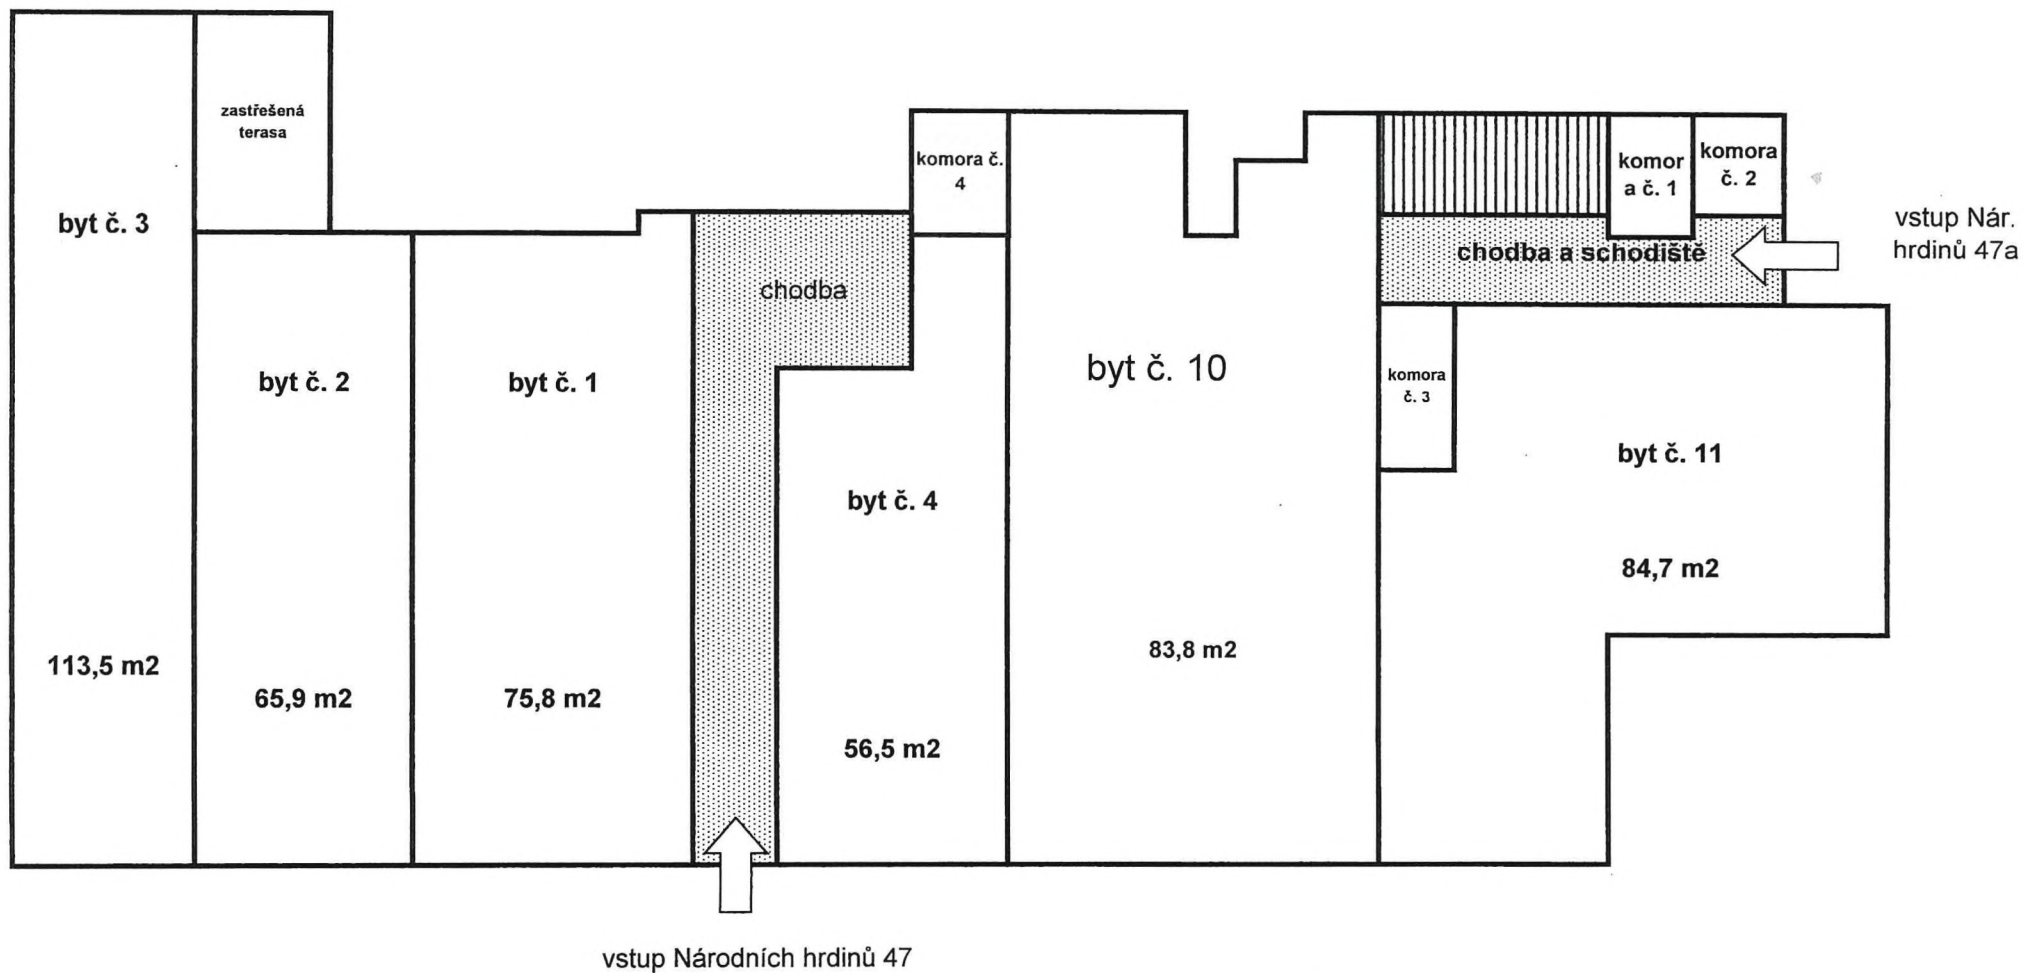 zastřešená
terasa
byt č. 3
113,5 m2
byt č. 2
65,9 m2
byt č. 1
75,8 m2
chodba
komora č.
4
byt č. 4
56,5 m2
byt č. 10
83,8 m2
komor
a č. 1
komora
č. 2
chodba a schodiště
vstup Nár.
hrdinů 47a
komora
č. 3
byt č. 11
84,7 m2
vstup Národních hrdinů 47